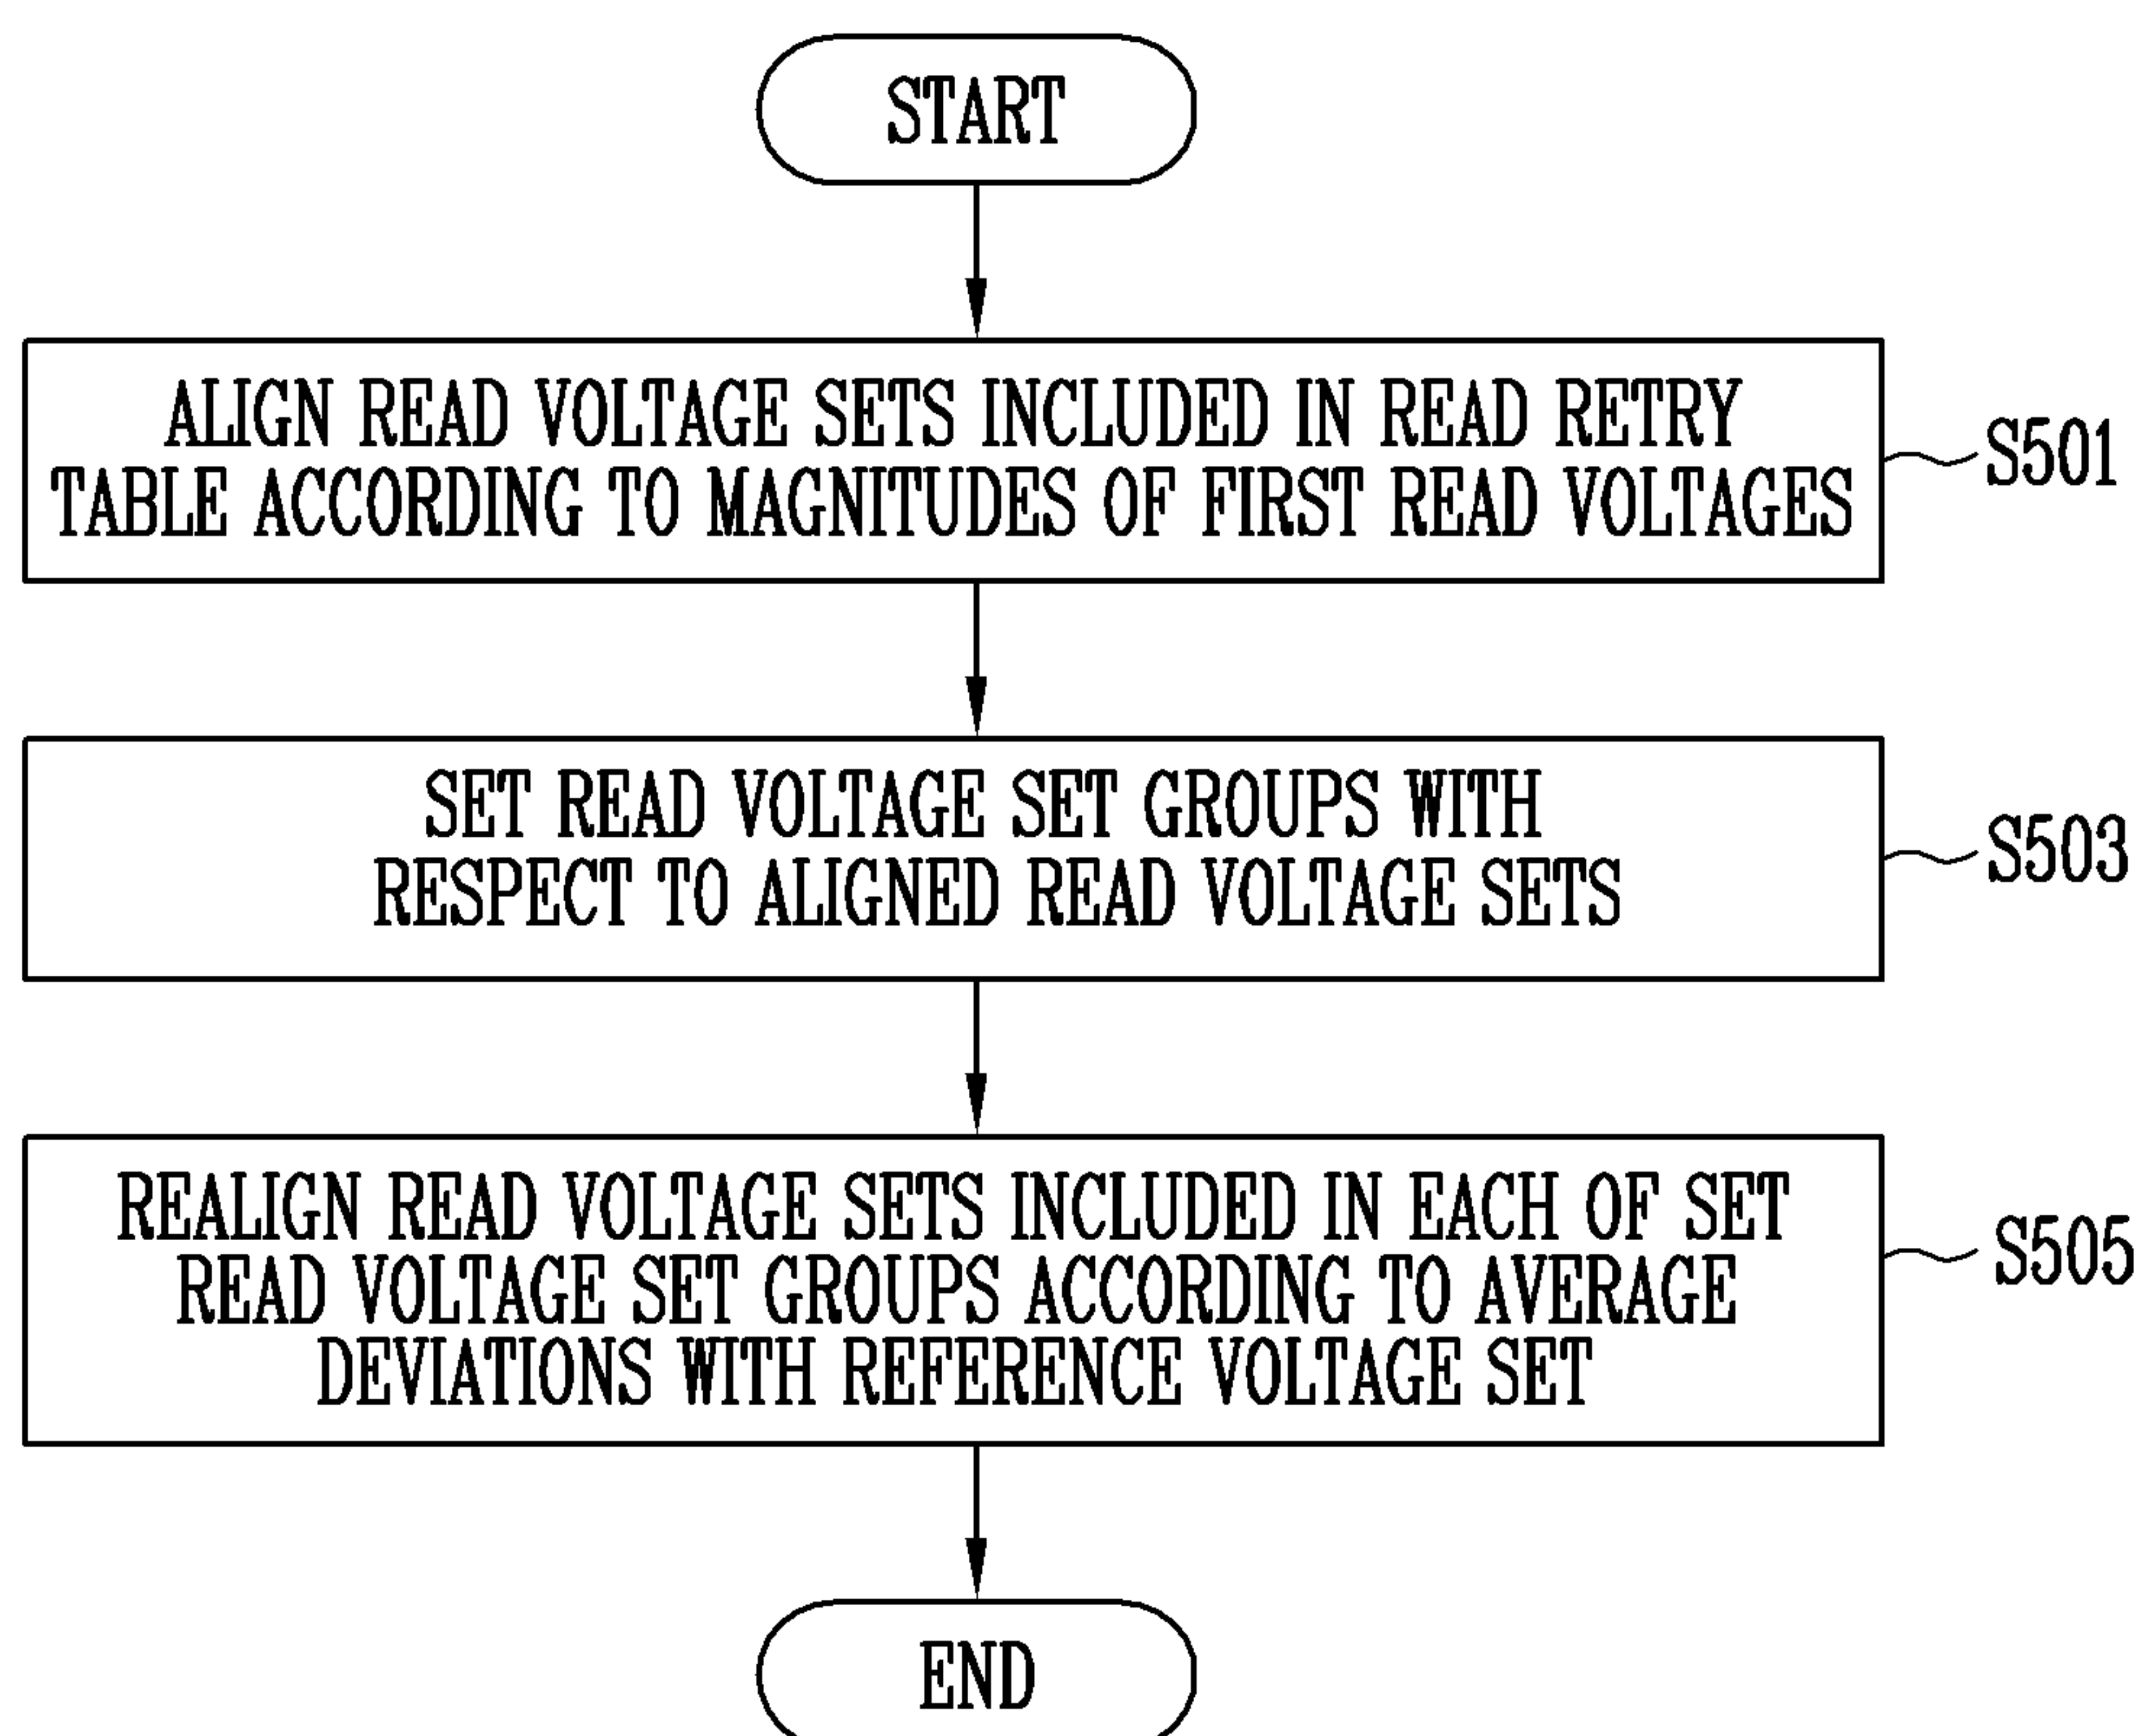 START
ALIGN READ VOLTAGE SETS INCLUDED IN READ RETRY
TABLE ACCORDING TO MAGNITUDES OF FIRST READ VOLTAGES
S501
SET READ VOLTAGE SET GROUPS WITH
RESPECT TO ALIGNED READ VOLTAGE SETS
S503
REALIGN READ VOLTAGE SETS INCLUDED IN EACH OF SET
READ VOLTAGE SET GROUPS ACCORDING TO AVERAGE
DEVIATIONS WITH REFERENCE VOLTAGE SET
S505
END